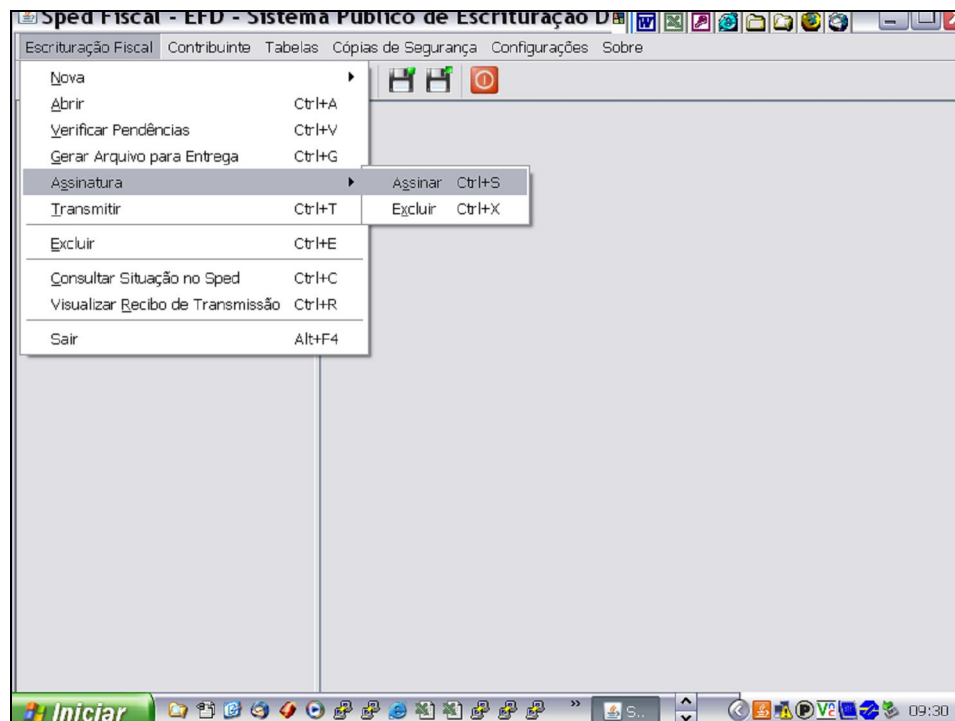 Sped Fiscal - EFD - Sistema Público de Escrituração D
Escrituração Fiscal Contribuinte Tabelas Cópias de Segurança Configurações Sobre
Nova
Abrir Ctrl+A
Verificar Pendências Ctrl+V
Gerar Arquivo para Entrega Ctrl+G
Assinatura
Assinar Ctrl+S
Transmitir Ctrl+T
Excluir Ctrl+X
Excluir Ctrl+E
Consultar Situação no Sped Ctrl+C
Visualizar Recibo de Transmissão Ctrl+R
Sair Alt+F4
Iniciar
S..
09:30